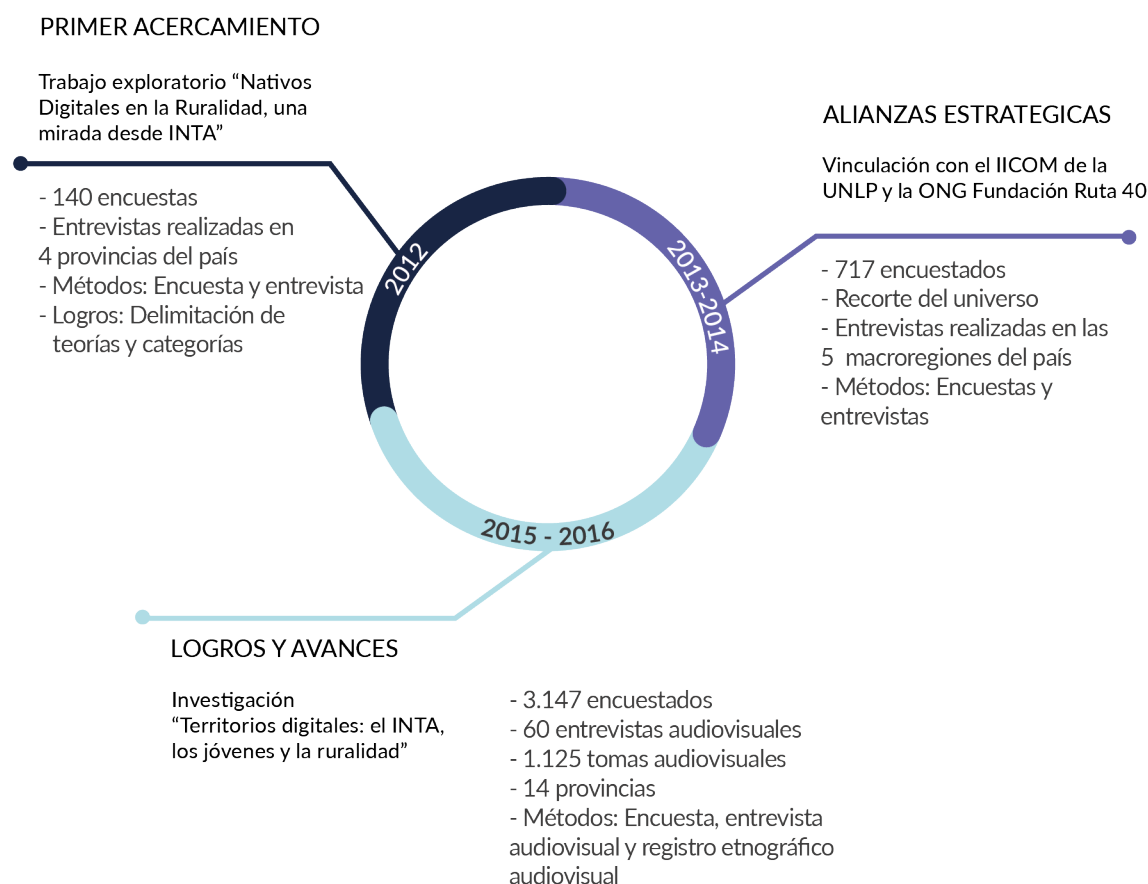 PRIMER ACERCAMIENTO
Trabajo exploratorio “Nativos
Digitales en la Ruralidad, una
mirada desde INTA”
- 140 encuestas
- Entrevistas realizadas en
4 provincias del país
- Métodos: Encuesta y entrevista
- Logros: Delimitación de
teorías y categorías
2012
ALIANZAS ESTRATEGICAS
Vinculación con el IICOM de la
UNLP y la ONG Fundación Ruta 40
- 717 encuestados
- Recorte del universo
- Entrevistas realizadas en las
5 macroregiones del país
- Métodos: Encuestas y
entrevistas
2013-2014
2015 - 2016
LOGROS Y AVANCES
Investigación
“Territorios digitales: el INTA,
los jóvenes y la ruralidad”
- 3.147 encuestados
- 60 entrevistas audiovisuales
- 1.125 tomas audiovisuales
- 14 provincias
- Métodos: Encuesta, entrevista
audiovisual y registro etnográfico
audiovisual